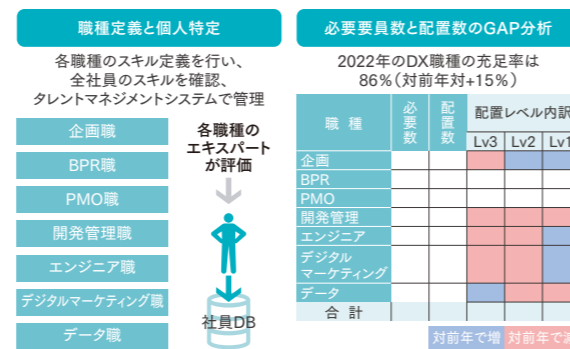 職種定義と個人特定
各職種のスキル定義を行い、
全社員のスキルを確認、
タレントマネジメントシステムで管理
企画職
BPR職
PMO職
開発管理職
エンジニア職
デジタルマーケティング職
データ職
各職種の
エキスパート
が評価
社員DB
必要要員数と配置数のGAP分析
2022年のDX職種の充足率は
86%(対前年対+15%)
職種
必要数
配置数
配置レベル内訳
Lv3 Lv2 Lv1
企画
BPR
PMO
開発管理
エンジニア
デジタル
マーケティング
データ
合計
対前年で増 対前年で減